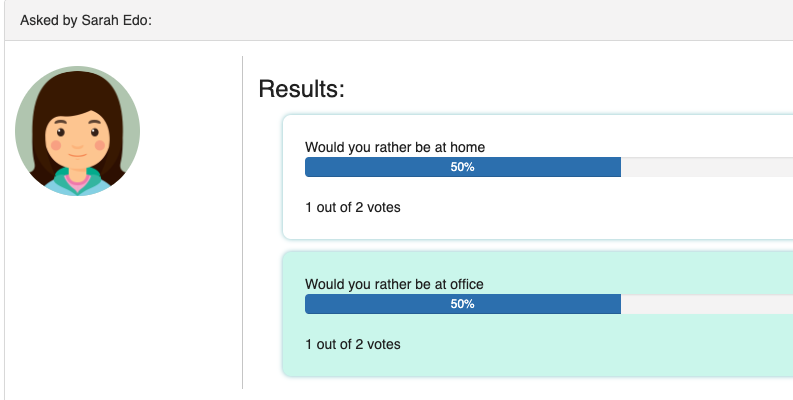 Asked by Sarah Edo:
Results:
Would you rather be at home
50%
1 out of 2 votes
Would you rather be at office
50%
1 out of 2 votes